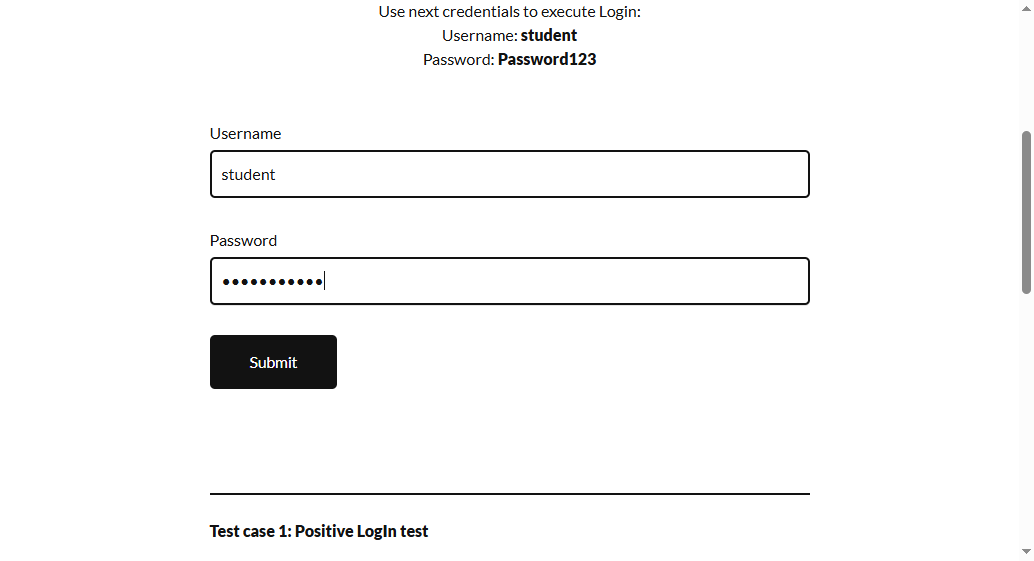 Use next credentials to execute Login:
Username: student
Password: Password123
Username
student
Password
•••••••••••
Submit
Test case 1: Positive LogIn test